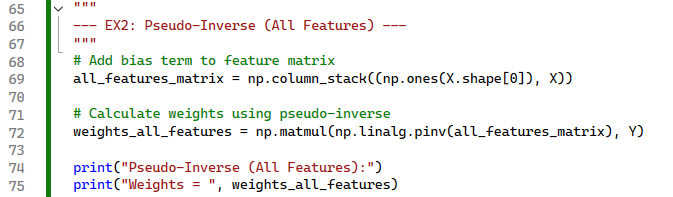 65 """
66 --- EX2: Pseudo-Inverse (All Features) ---
67 """
68 # Add bias term to feature matrix
69 all_features_matrix = np.column_stack((np.ones(X.shape[0]), X))
70
71 # Calculate weights using pseudo-inverse
72 weights_all_features = np.matmul(np.linalg.pinv(all_features_matrix), Y)
73
74 print("Pseudo-Inverse (All Features):")
75 print("Weights = ", weights_all_features)